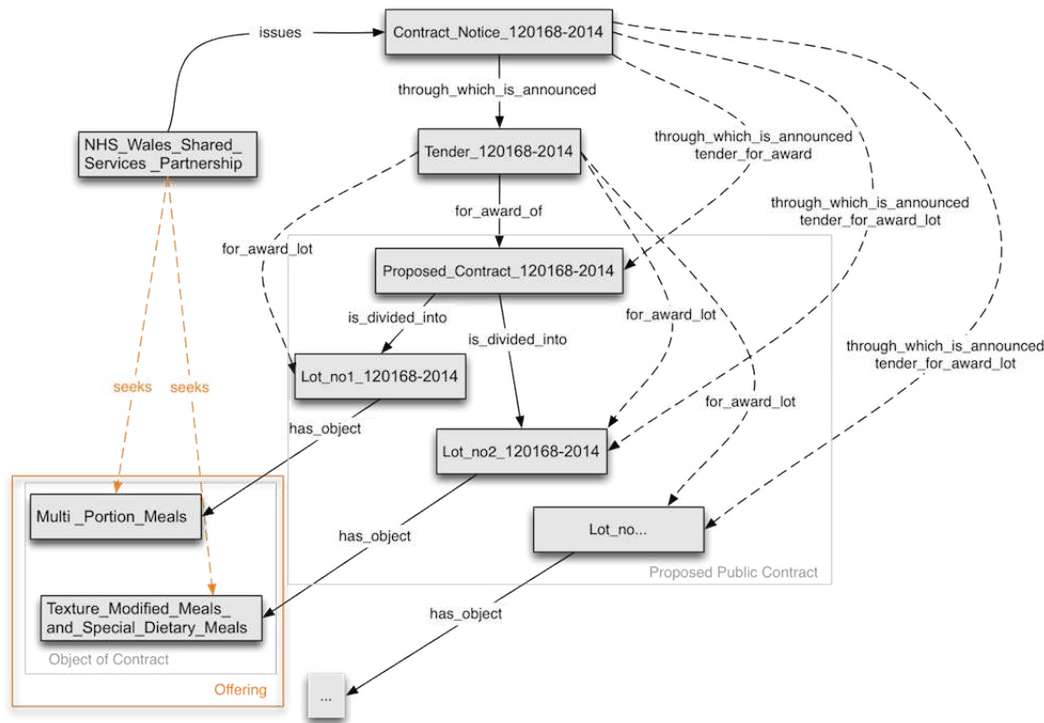 issues
Contract_Notice_120168-2014
through_which_is_announced
NHS_Wales_Shared_
Services _Partnership
Tender_120168-2014
through_which_is_announced
tender_for_award
through_which_is_announced
tender_for_award_lot
for_award_of
for_award_lot
Proposed_Contract_120168-2014
is_divided_into
for_award_lot
is_divided_into
through_which_is_announced
tender_for_award_lot
Lot_no1_120168-2014
seeks
seeks
for_award_lot
has_object
Lot_no2_120168-2014
Multi _Portion_Meals
Lot_no...
has_object
Proposed Public Contract
Texture_Modified_Meals_
and_Special_Dietary_Meals
has_object
Object of Contract
Offering
...